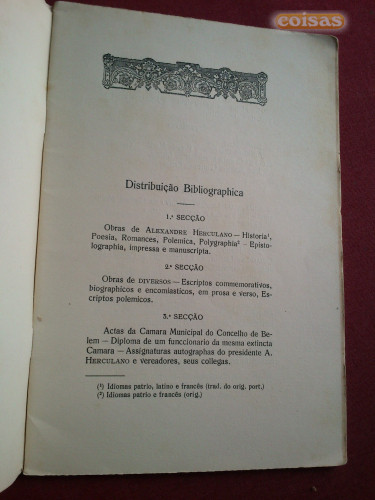 coisas
Distribuição Bibliographica
1.ª SECÇÃO
Obras de ALEXANDRE HERCULANO — Historia¹,
Poesia, Romances, Polemica, Polygraphia² — Episto-
lographia, impressa e manuscripta.
2.ª SECÇÃO
Obras de DIVERSOS — Escriptos commemorativos,
biographicos e encomiasticos, em prosa e verso, Es-
criptos polemicos.
3.ª SECÇÃO
Actas da Camara Municipal do Concelho de Be-
lem — Diploma de um funccionario da mesma extincta
Camara — Assignaturas autographas do presidente A.
HERCULANO e vereadores, seus collegas.
(¹) Idiomas patrio, latino e francês (trad. do orig. port.)
(²) Idiomas patrio e francês (orig.)